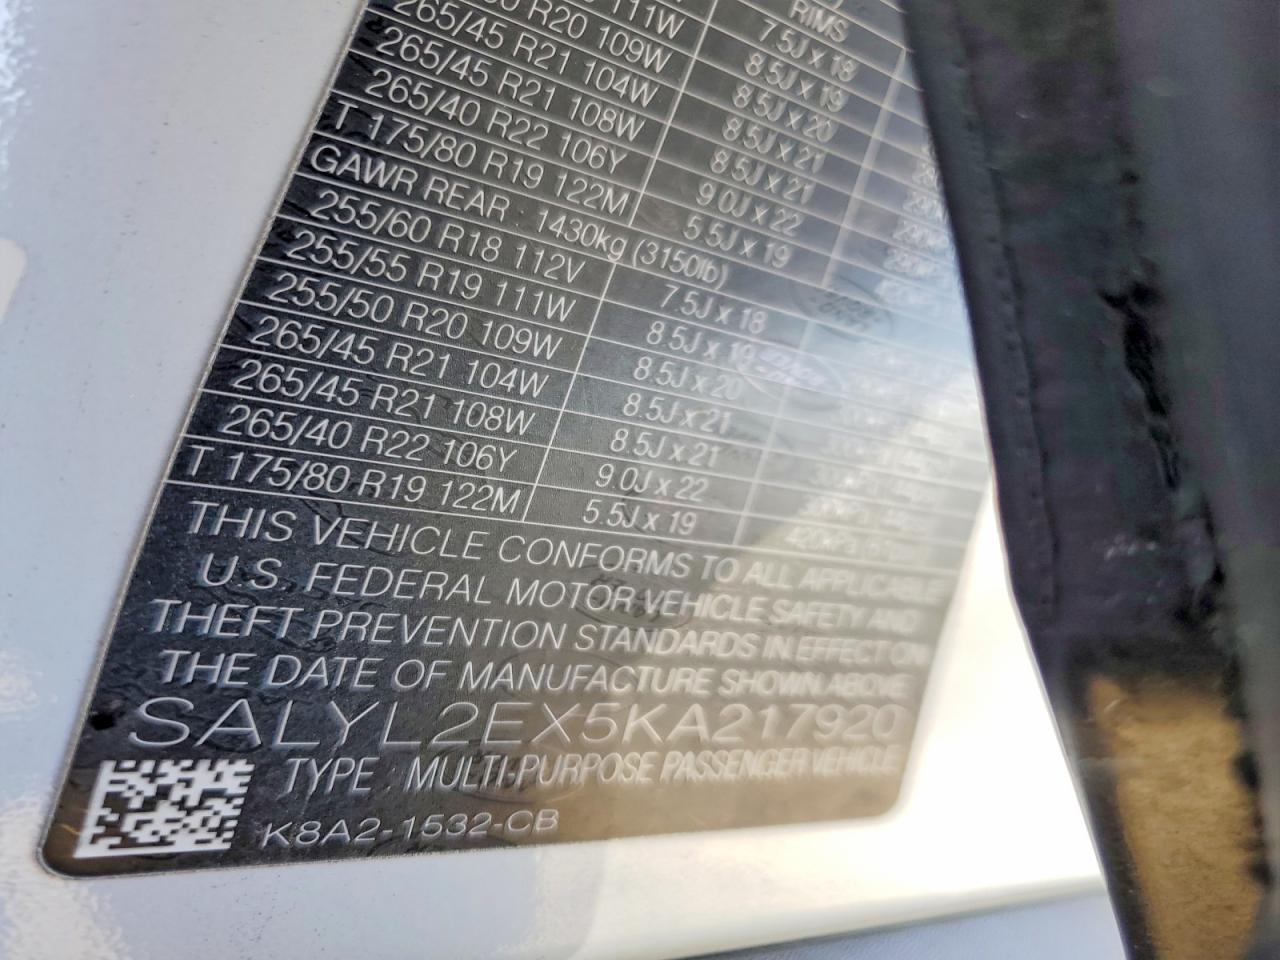 RIMS
111W 7.5J x 18
R20 109W 8.5J x 19
265/45 R21 104W 8.5J x 20
265/45 R21 108W 8.5J x 21
265/40 R22 106Y 8.5J x 21
T 175/80 R19 122M 9.0J x 22
GAWR REAR : 1430kg (3150lb) 5.5J x 19
255/60 R18 112V 7.5J x 18
255/55 R19 111W 8.5J x 19
255/50 R20 109W 8.5J x 20
265/45 R21 104W 8.5J x 21
265/45 R21 108W 8.5J x 21
265/40 R22 106Y 9.0J x 22
T 175/80 R19 122M 5.5J x 19
THIS VEHICLE CONFORMS TO ALL APPLICABLE
U.S. FEDERAL MOTOR VEHICLE SAFETY AND
THEFT PREVENTION STANDARDS IN EFFECT ON
THE DATE OF MANUFACTURE SHOWN ABOVE
SALYL2EX5KA217920
TYPE : MULTI-PURPOSE PASSENGER VEHICLE
K8A2-1532-CB